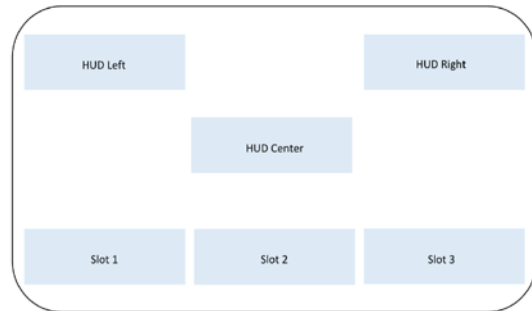 HUD Left
HUD Right
HUD Center
Slot 1
Slot 2
Slot 3